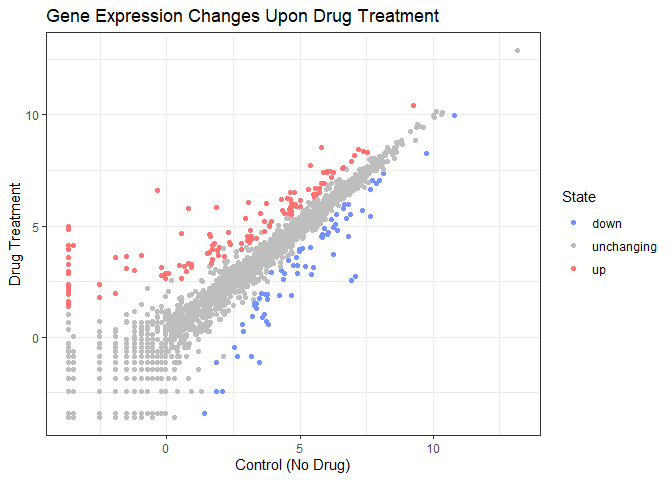 Gene Expression Changes Upon Drug Treatment
Drug Treatment
10
5
0
0
5
10
Control (No Drug)
State
down
unchanging
up